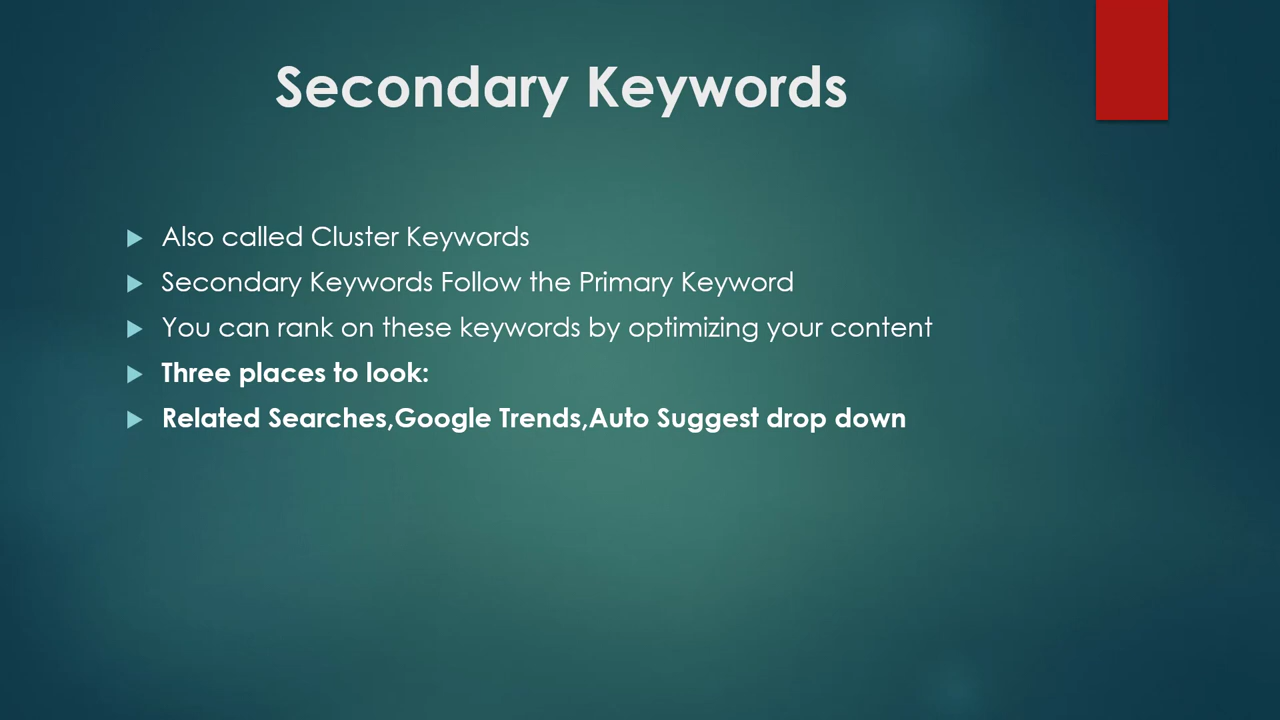 Secondary Keywords
Also called Cluster Keywords
Secondary Keywords Follow the Primary Keyword
You can rank on these keywords by optimizing your content
Three places to look:
Related Searches,Google Trends,Auto Suggest drop down